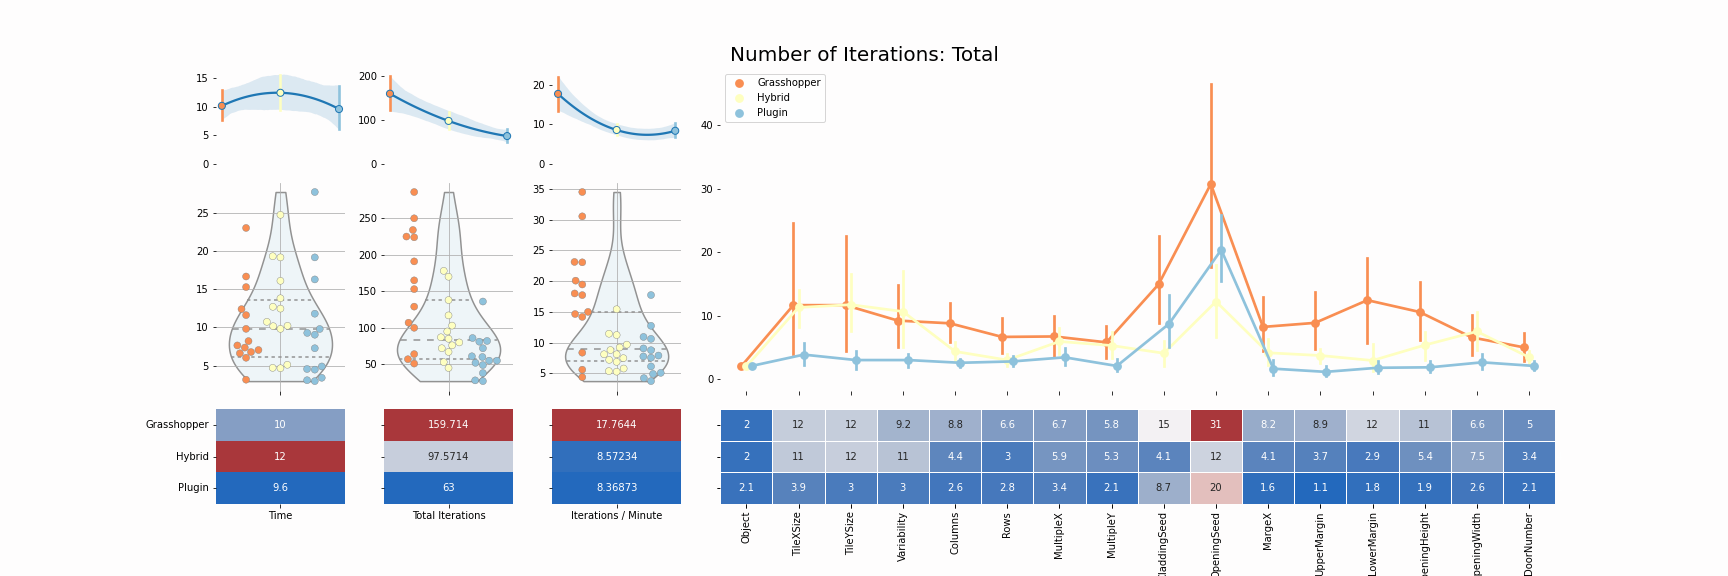 Number of Iterations: Total
Grasshopper
Hybrid
Plugin
15
10
5
0
200
100
0
20
10
0
25
20
15
10
5
250
200
150
100
50
35
30
25
20
15
10
5
40
30
20
10
0
Grasshopper 10 159.714 17.7644 2 12 12 9.2 8.8 6.6 6.7 5.8 15 31 8.2 8.9 12 11 6.6 5
Hybrid 12 97.5714 8.57234 2 11 12 11 4.4 3 5.9 5.3 4.1 12 4.1 3.7 2.9 5.4 7.5 3.4
Plugin 9.6 63 8.36873 2.1 3.9 3 3 2.6 2.8 3.4 2.1 8.7 20 1.6 1.1 1.8 1.9 2.6 2.1
Time
Total Iterations
Iterations / Minute
Object
TileXSize
TileYSize
Variability
Columns
Rows
MultipleX
MultipleY
CladdingSeed
OpeningSeed
MargeX
UpperMargin
LowerMargin
peningHeight
peningWidth
DoorNumber